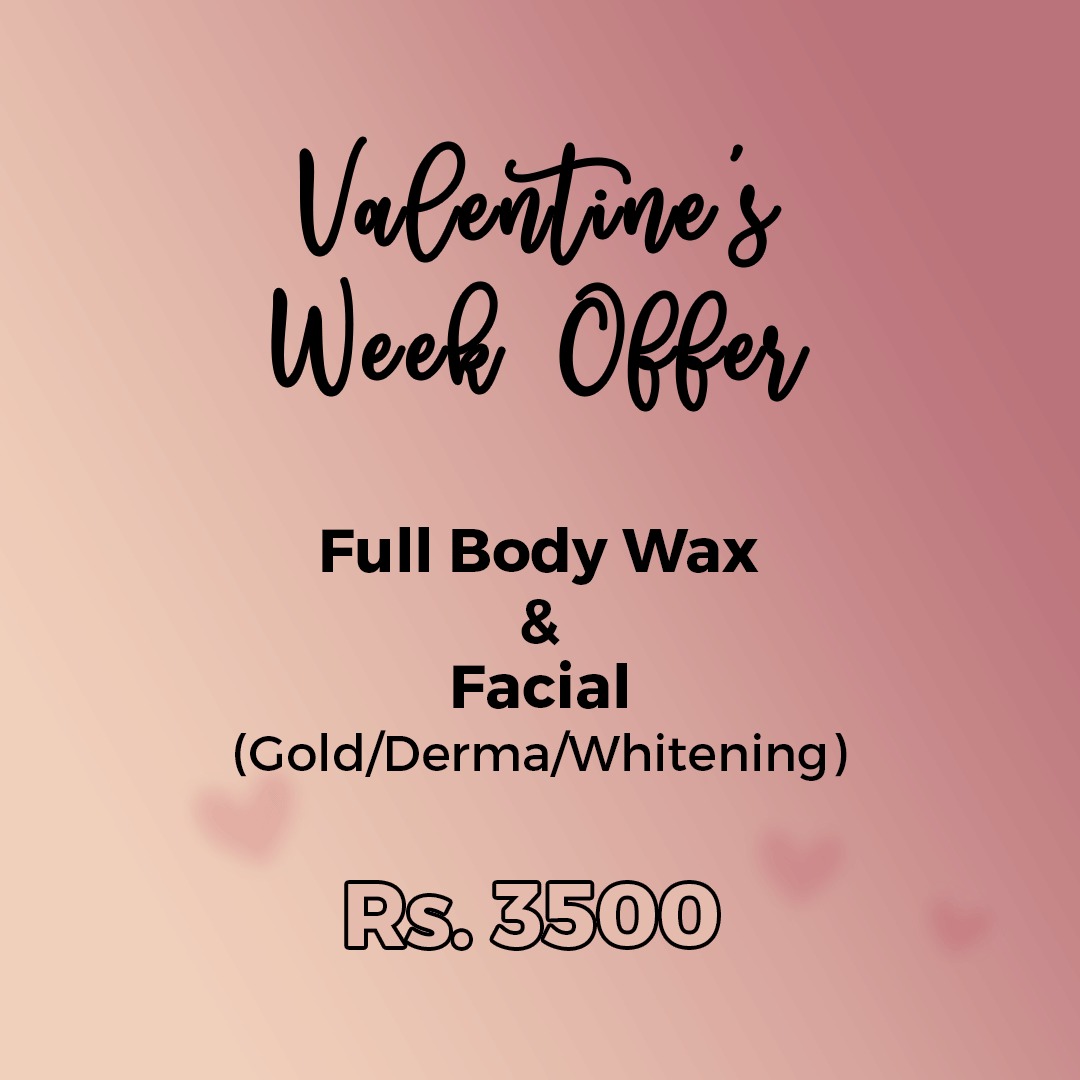 Valentine's
Week Offer
Full Body Wax
&
Facial
(Gold/Derma/Whitening)
Rs. 3500